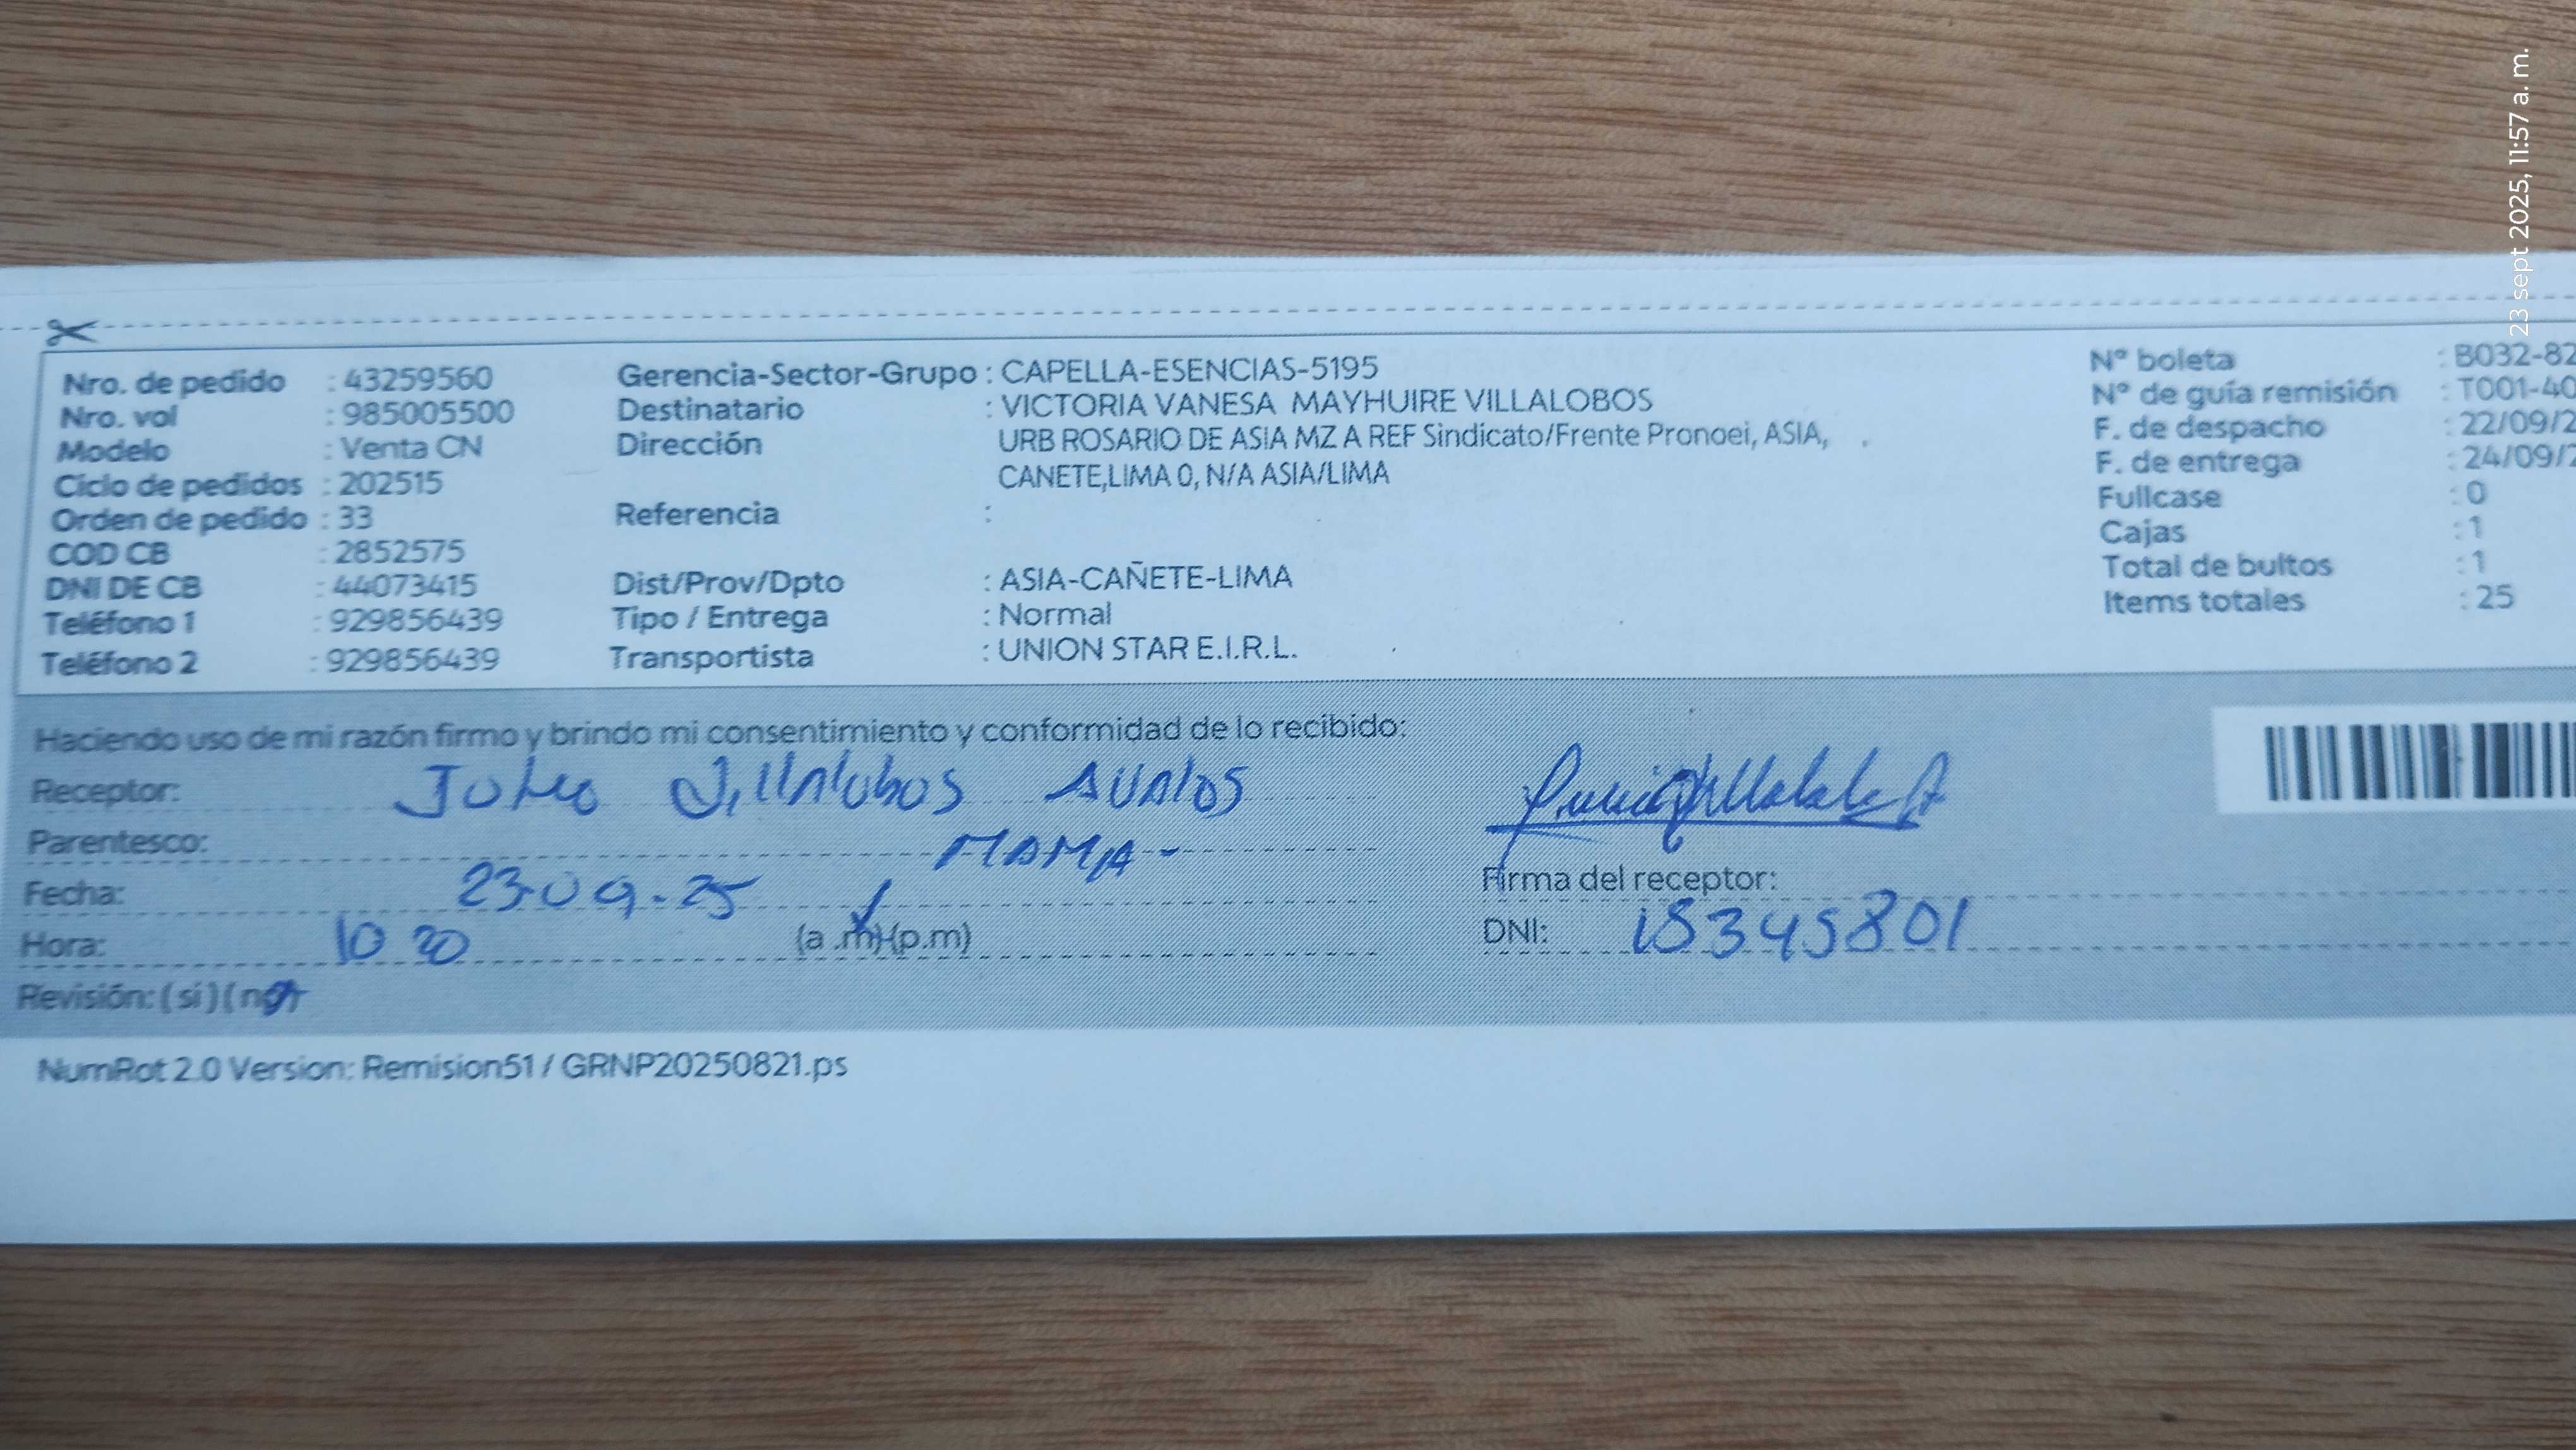 23 sept 2025, 11:57 a. m.
Nro. de pedido : 43259560
Nro. vol : 985005500
Modelo : Venta CN
Ciclo de pedidos : 202515
Orden de pedido : 33
COD CB : 2852575
DNI DE CB : 44073415
Teléfono 1 : 929856439
Teléfono 2 : 929856439
Gerencia-Sector-Grupo : CAPELLA-ESENCIAS-5195
Destinatario : VICTORIA VANESA MAYHUIRE VILLALOBOS
Dirección URB ROSARIO DE ASIA MZ A REF Sindicato/Frente Pronoei, ASIA,
CANETE,LIMA 0, N/A ASIA/LIMA
Referencia :
Dist/Prov/Dpto : ASIA-CAÑETE-LIMA
Tipo / Entrega : Normal
Transportista : UNION STAR E.I.R.L.
N° boleta : B032-82
N° de guía remisión : T001-40
F. de despacho : 22/09/2
F. de entrega : 24/09/2
Fullcase : 0
Cajas : 1
Total de bultos : 1
Items totales : 25
Haciendo uso de mi razón firmo y brindo mi consentimiento y conformidad de lo recibido:
Receptor: Villalobos Avalos
Parentesco: MAMA -
Fecha: 23-09-25
Hora: 10 20 (a .m)(p.m)
Revisión: (si) (no)
Firma del receptor:
DNI: 15345801
NumRot 2.0 Version: Remision51 / GRNP20250821.ps